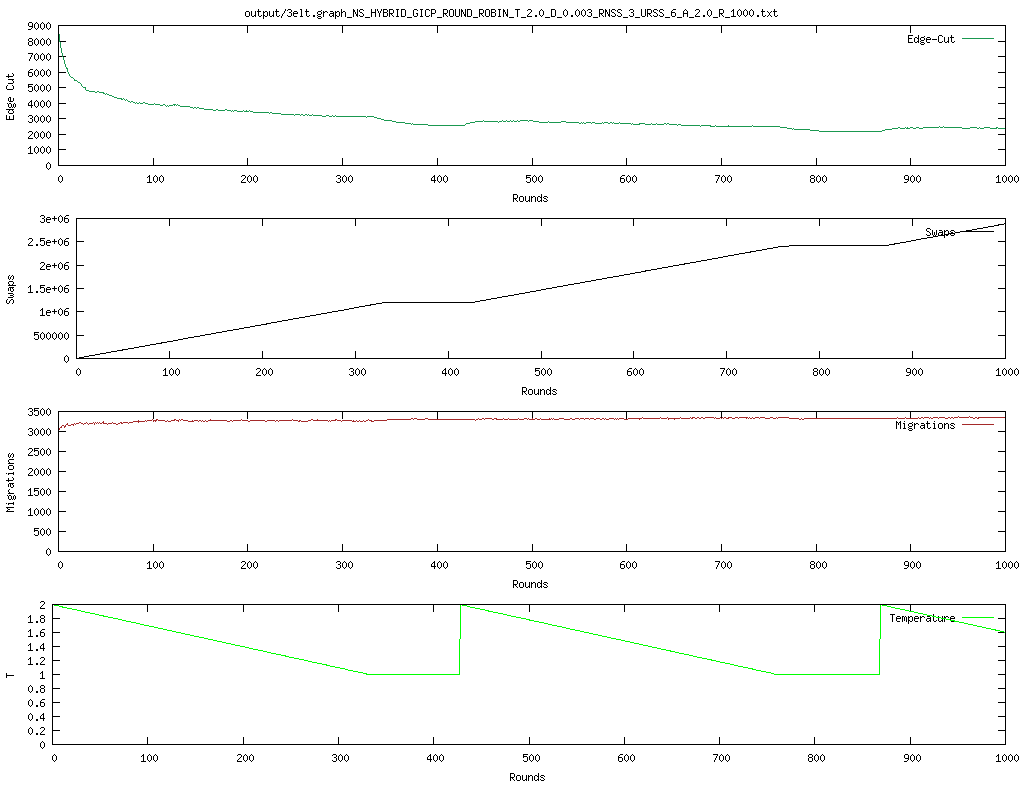 output/3elt.graph_NS_HYBRID_GICP_ROUND_ROBIN_T_2.0_D_0.003_RNSS_3_URSS_6_A_2.0_R_1000.txt
9000
8000
7000
6000
5000
4000
3000
2000
1000
0
Edge Cut
Edge-Cut
0 100 200 300 400 500 600 700 800 900 1000
Rounds
3e+06
2.5e+06
2e+06
1.5e+06
1e+06
500000
0
Swaps
Swaps
0 100 200 300 400 500 600 700 800 900 1000
Rounds
3500
3000
2500
2000
1500
1000
500
0
Migrations
Migrations
0 100 200 300 400 500 600 700 800 900 1000
Rounds
2
1.8
1.6
1.4
1.2
1
0.8
0.6
0.4
0.2
0
T
Temperature
0 100 200 300 400 500 600 700 800 900 1000
Rounds